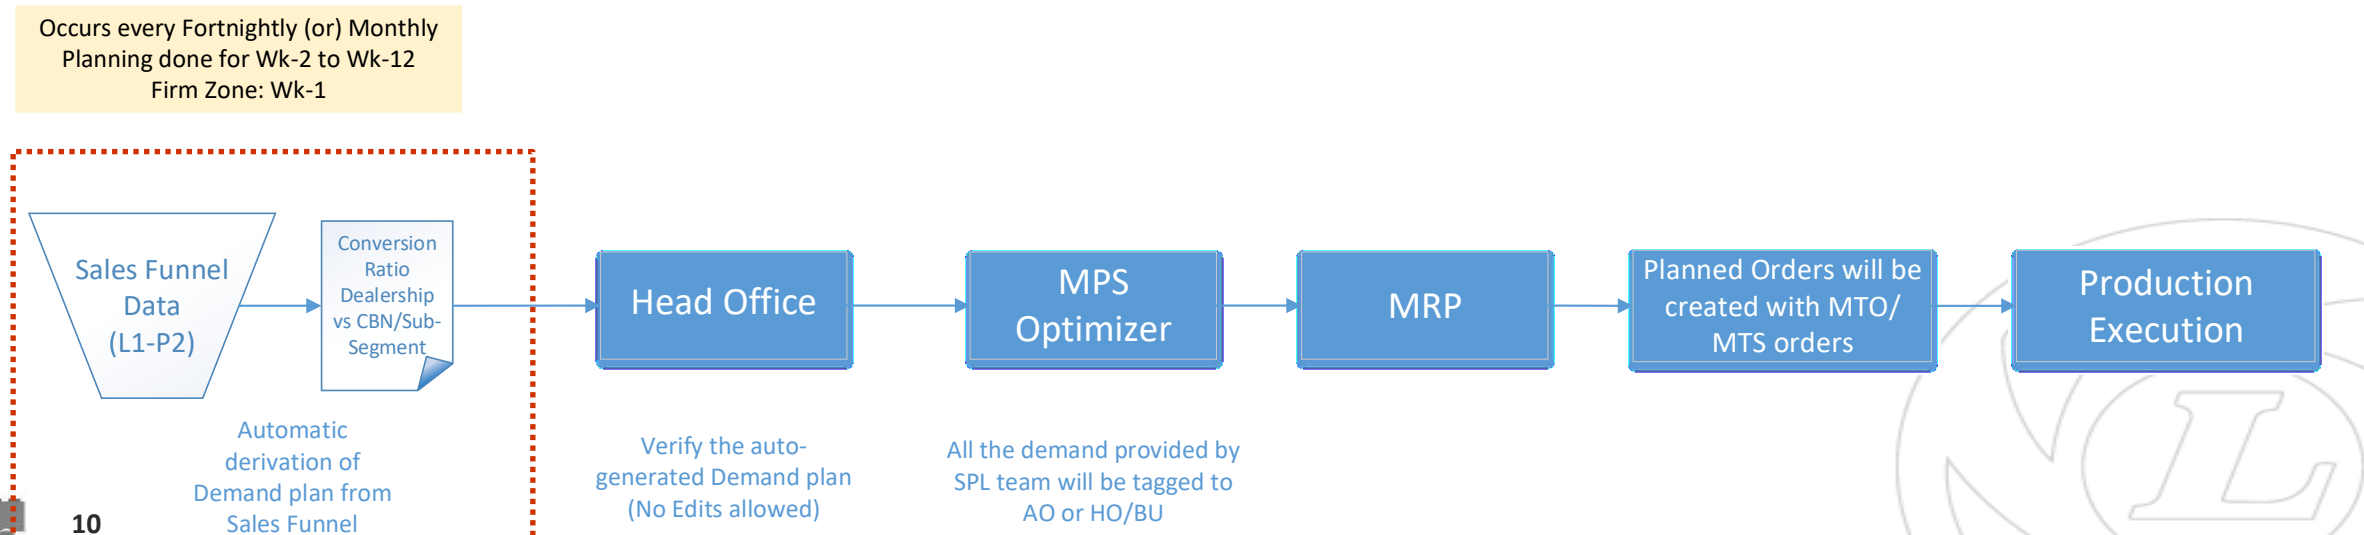 Occurs every Fortnightly (or) Monthly
Planning done for Wk-2 to Wk-12
Firm Zone: Wk-1
Sales Funnel
Data
(L1-P2)
Conversion
Ratio
Dealership
vs CBN/Sub-
Segment
Head Office
MPS
Optimizer
MRP
Planned Orders will be
created with MTO/
MTS orders
Production
Execution
Automatic
derivation of
Demand plan from
Sales Funnel
Verify the auto-
generated Demand plan
(No Edits allowed)
All the demand provided by
SPL team will be tagged to
AO or HO/BU
L
10